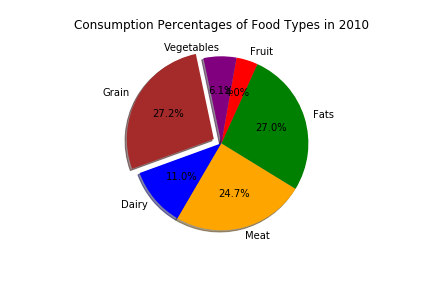 Consumption Percentages of Food Types in 2010
Vegetables
Fruit
Grain
6.1%
27.2%
Fats
27.0%
11.0%
24.7%
Dairy
Meat